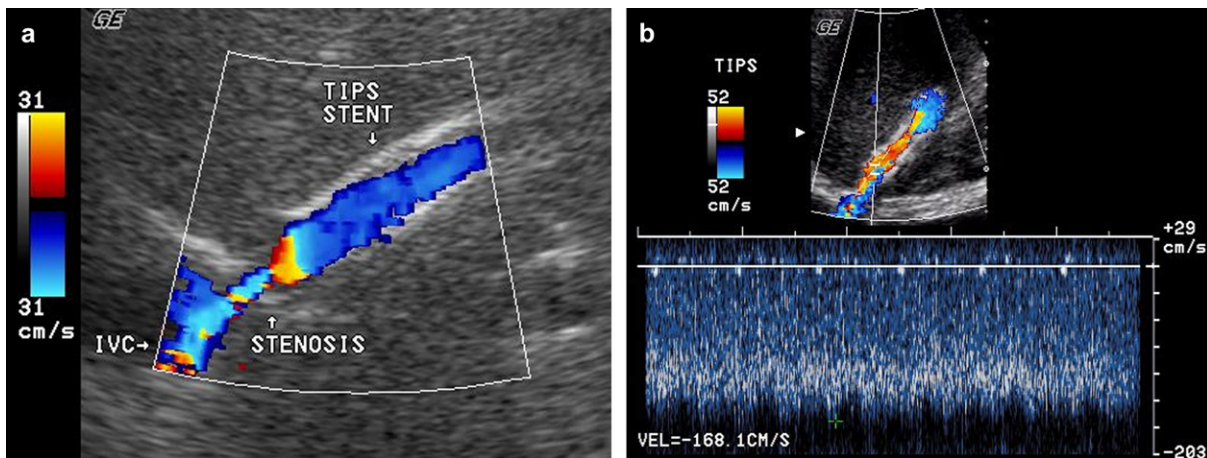 a
GE
31
31
cm/s
TIPS
STENT
↓
↑
IVC→
STENOSIS
b
GE
TIPS
52
52
cm/s
+29
cm/s
VEL=-168.1CM/S
-203